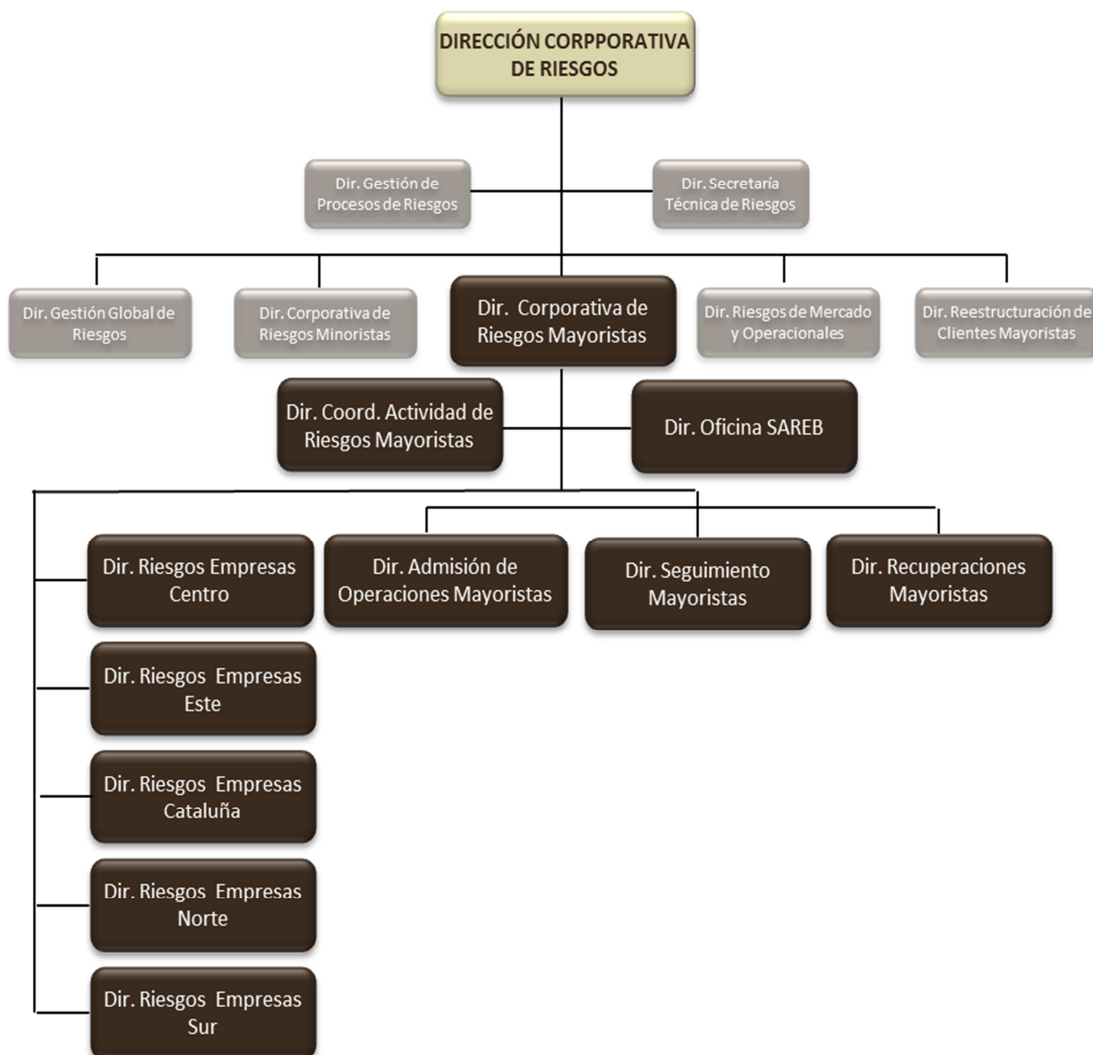 DIRECCIÓN CORPPORATIVA
DE RIESGOS
Dir. Gestión de
Procesos de Riesgos
Dir. Secretaría
Técnica de Riesgos
Dir. Gestión Global de
Riesgos
Dir. Corporativa de
Riesgos Minoristas
Dir. Corporativa de
Riesgos Mayoristas
Dir. Riesgos de Mercado
y Operacionales
Dir. Reestructuración de
Clientes Mayoristas
Dir. Coord. Actividad de
Riesgos Mayoristas
Dir. Oficina SAREB
Dir. Riesgos Empresas
Centro
Dir. Admisión de
Operaciones Mayoristas
Dir. Seguimiento
Mayoristas
Dir. Recuperaciones
Mayoristas
Dir. Riesgos Empresas
Este
Dir. Riesgos Empresas
Cataluña
Dir. Riesgos Empresas
Norte
Dir. Riesgos Empresas
Sur